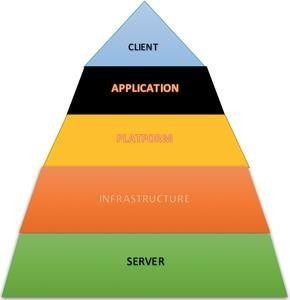 CLIENT
APPLICATION
PLATFORM
INFRASTRUCTURE
SERVER